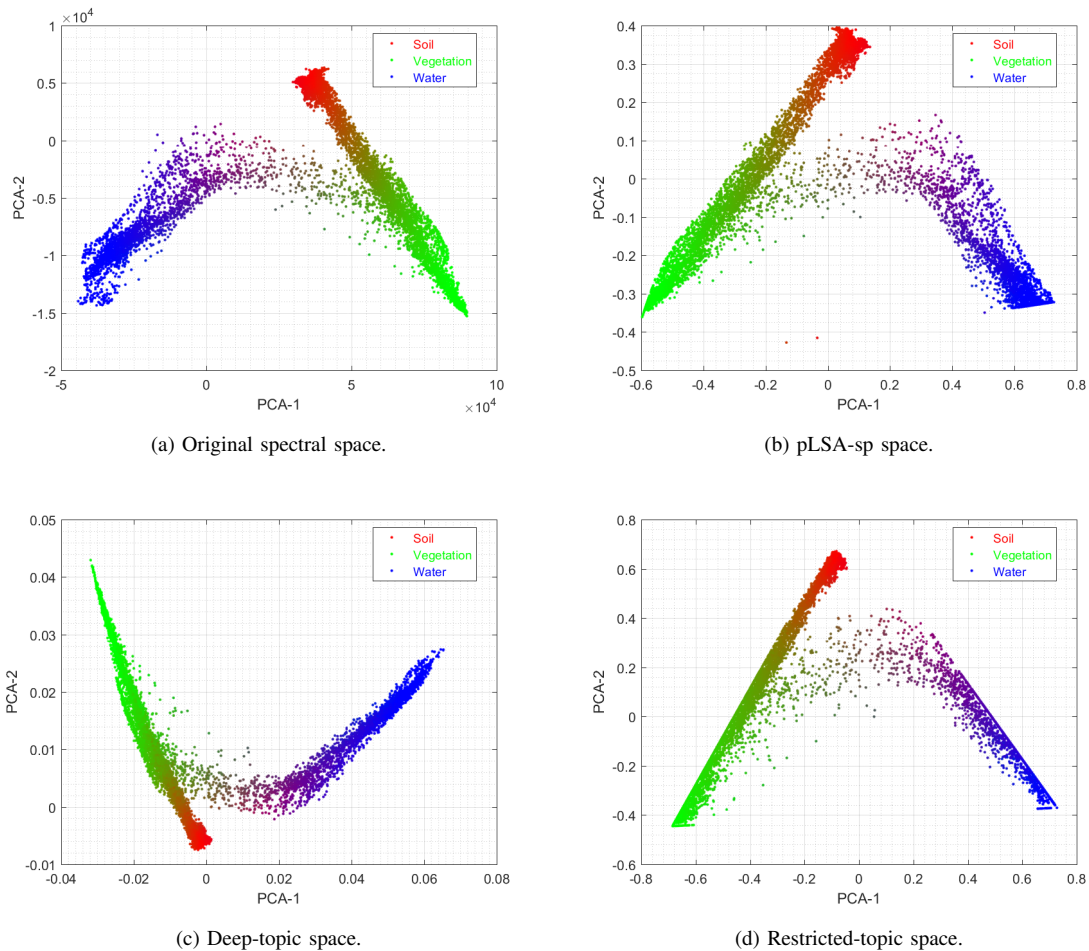 ×10⁴
1
0.5
0
-0.5
-1
-1.5
-2
PCA-2
-5
0
5
10
×10⁴
PCA-1
Soil
Vegetation
Water
(a) Original spectral space.
0.4
0.3
0.2
0.1
0
-0.1
-0.2
-0.3
-0.4
-0.5
PCA-2
-0.6
-0.4
-0.2
0
0.2
0.4
0.6
0.8
PCA-1
Soil
Vegetation
Water
(b) pLSA-sp space.
0.05
0.04
0.03
0.02
0.01
0
-0.01
PCA-2
-0.04
-0.02
0
0.02
0.04
0.06
0.08
PCA-1
Soil
Vegetation
Water
(c) Deep-topic space.
0.8
0.6
0.4
0.2
0
-0.2
-0.4
-0.6
PCA-2
-0.8
-0.6
-0.4
-0.2
0
0.2
0.4
0.6
0.8
PCA-1
Soil
Vegetation
Water
(d) Restricted-topic space.